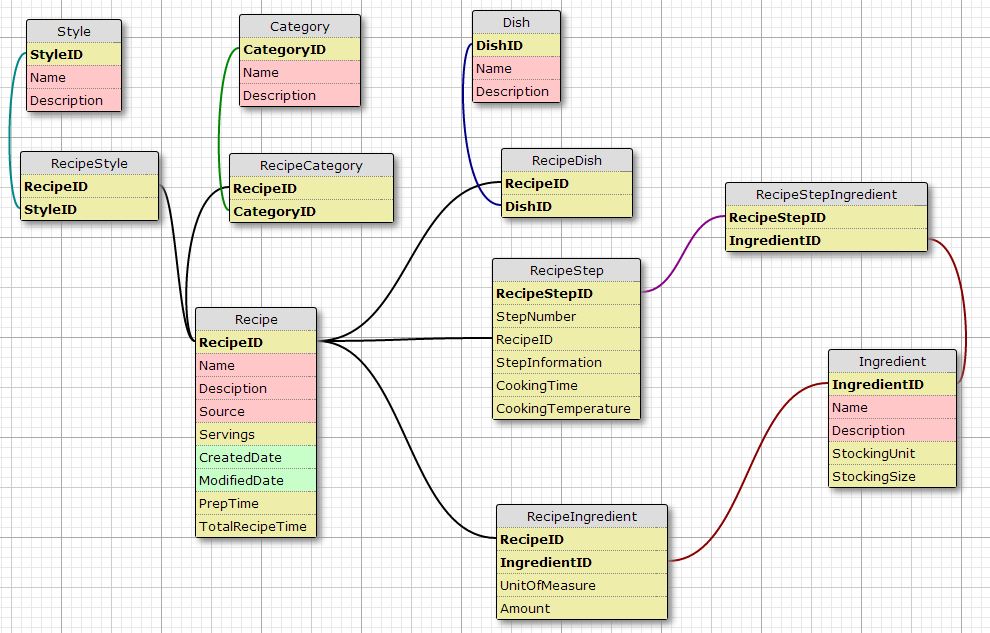 Style
StyleID
Name
Description
Category
CategoryID
Name
Description
Dish
DishID
Name
Description
RecipeStyle
RecipeID
StyleID
RecipeCategory
RecipeID
CategoryID
RecipeDish
RecipeID
DishID
RecipeStepIngredient
RecipeStepID
IngredientID
RecipeStep
RecipeStepID
StepNumber
RecipeID
StepInformation
CookingTime
CookingTemperature
Recipe
RecipeID
Name
Desciption
Source
Servings
CreatedDate
ModifiedDate
PrepTime
TotalRecipeTime
Ingredient
IngredientID
Name
Description
StockingUnit
StockingSize
RecipeIngredient
RecipeID
IngredientID
UnitOfMeasure
Amount